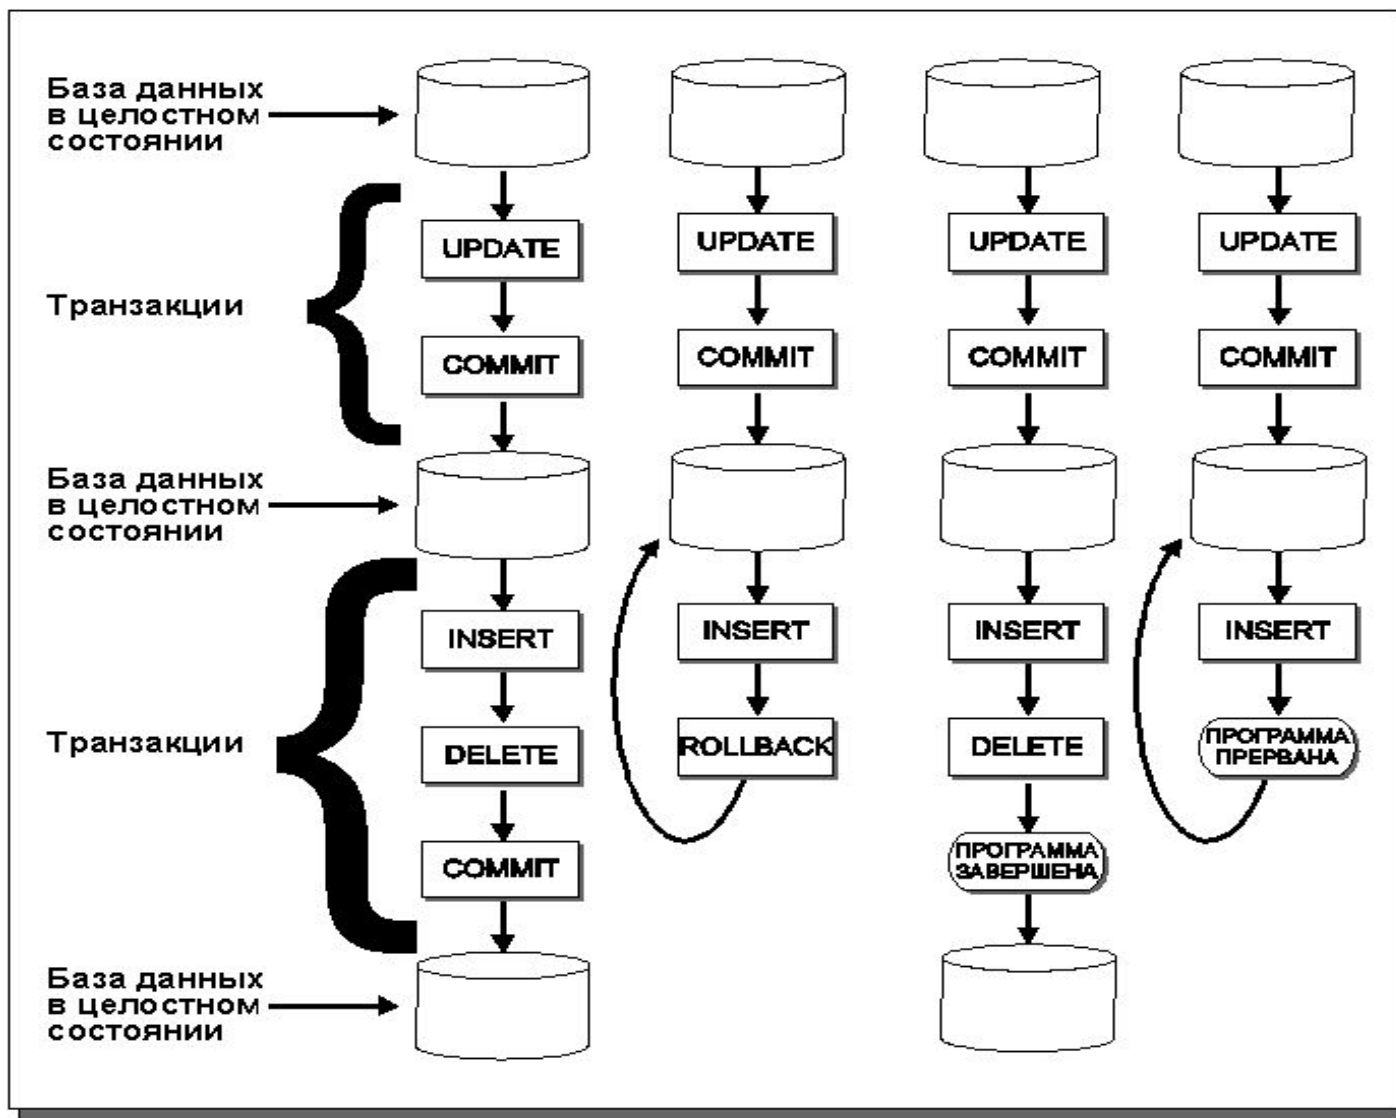 База данных
в целостном
состоянии
UPDATE
UPDATE
UPDATE
UPDATE
Транзакции
COMMIT
COMMIT
COMMIT
COMMIT
База данных
в целостном
состоянии
INSERT
INSERT
INSERT
INSERT
Транзакции
DELETE
ROLLBACK
DELETE
ПРОГРАММА
ПРЕРВАНА
COMMIT
ПРОГРАММА
ЗАВЕРШЕНА
База данных
в целостном
состоянии